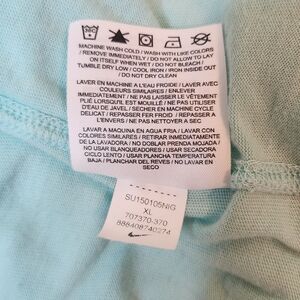 30C
MACHINE WASH COLD / WASH WITH LIKE COLORS
/ REMOVE IMMEDIATELY / DO NOT ALLOW TO LAY
ON ITSELF WHEN WET / DO NOT BLEACH /
TUMBLE DRY LOW / COOL IRON / IRON INSIDE OUT
/ DO NOT DRY CLEAN
LAVER EN MACHINE A L'EAU FROIDE / LAVER AVEC
COULEURS SIMILAIRES / ENLEVER
IMMÉDIATEMENT / NE PAS LAISSER LE VÊTEMENT
PLIÉ LORSQU'IL EST MOUILLÉ / NE PAS UTILISER
D'EAU DE JAVEL / SECHER EN MACHINE CYCLE
DELICAT / REPASSER FER DOUX / REPASSER A
L'ENVERS / NE PAS NETTOYER A SEC
LAVAR A MAQUINA EN AGUA FRIA / LAVAR CON
COLORES SIMILARES / RETIRAR INMEDIATAMENTE
DE LA LAVADORA / NO DOBLAR PRENDA MOJADA /
NO USAR BLANQUEADORES / USAR SECADORA
CICLO LENTO / USAR PLANCHA TEMPERATURA
BAJA / PLANCHAR DEL REVES / NO LAVAR EN SECO
SU150105NIG
XL
707370-370
888408740274